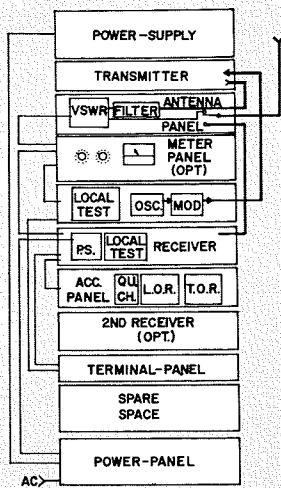 POWER-SUPPLY
TRANSMITTER
ANTENNA
VSWR FILTER
PANEL
METER
PANEL
(OPT)
LOCAL
TEST OSC. MOD
P.S. LOCAL
TEST RECEIVER
ACC.
PANEL QU.
CH. L.O.R. T.O.R.
2ND RECEIVER
(OPT.)
TERMINAL-PANEL
SPARE
SPACE
POWER-PANEL
AC